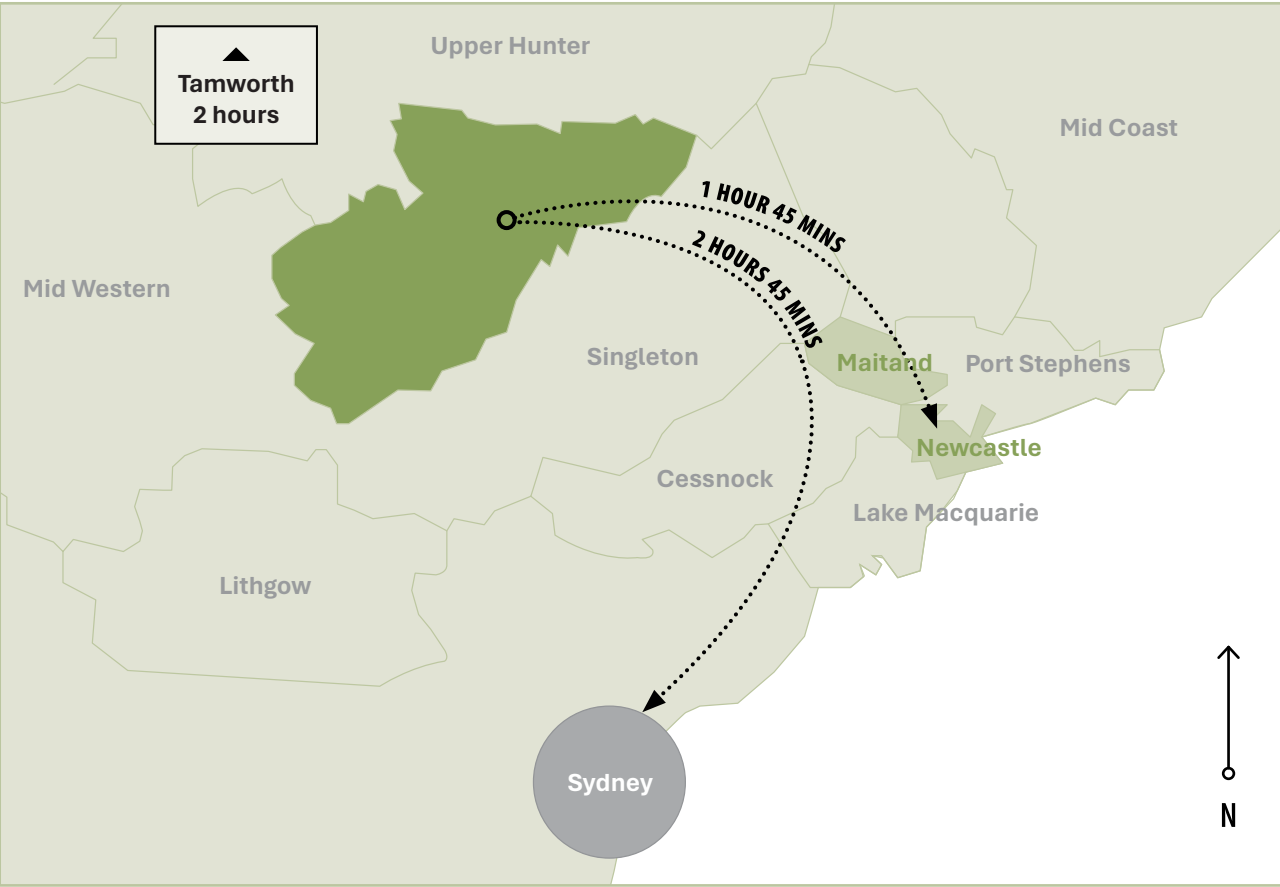 Upper Hunter
Tamworth
2 hours
Mid Coast
1 HOUR 45 MINS
2 HOURS 45 MINS
Mid Western
Singleton
Maitand
Port Stephens
Newcastle
Cessnock
Lake Macquarie
Lithgow
Sydney
N